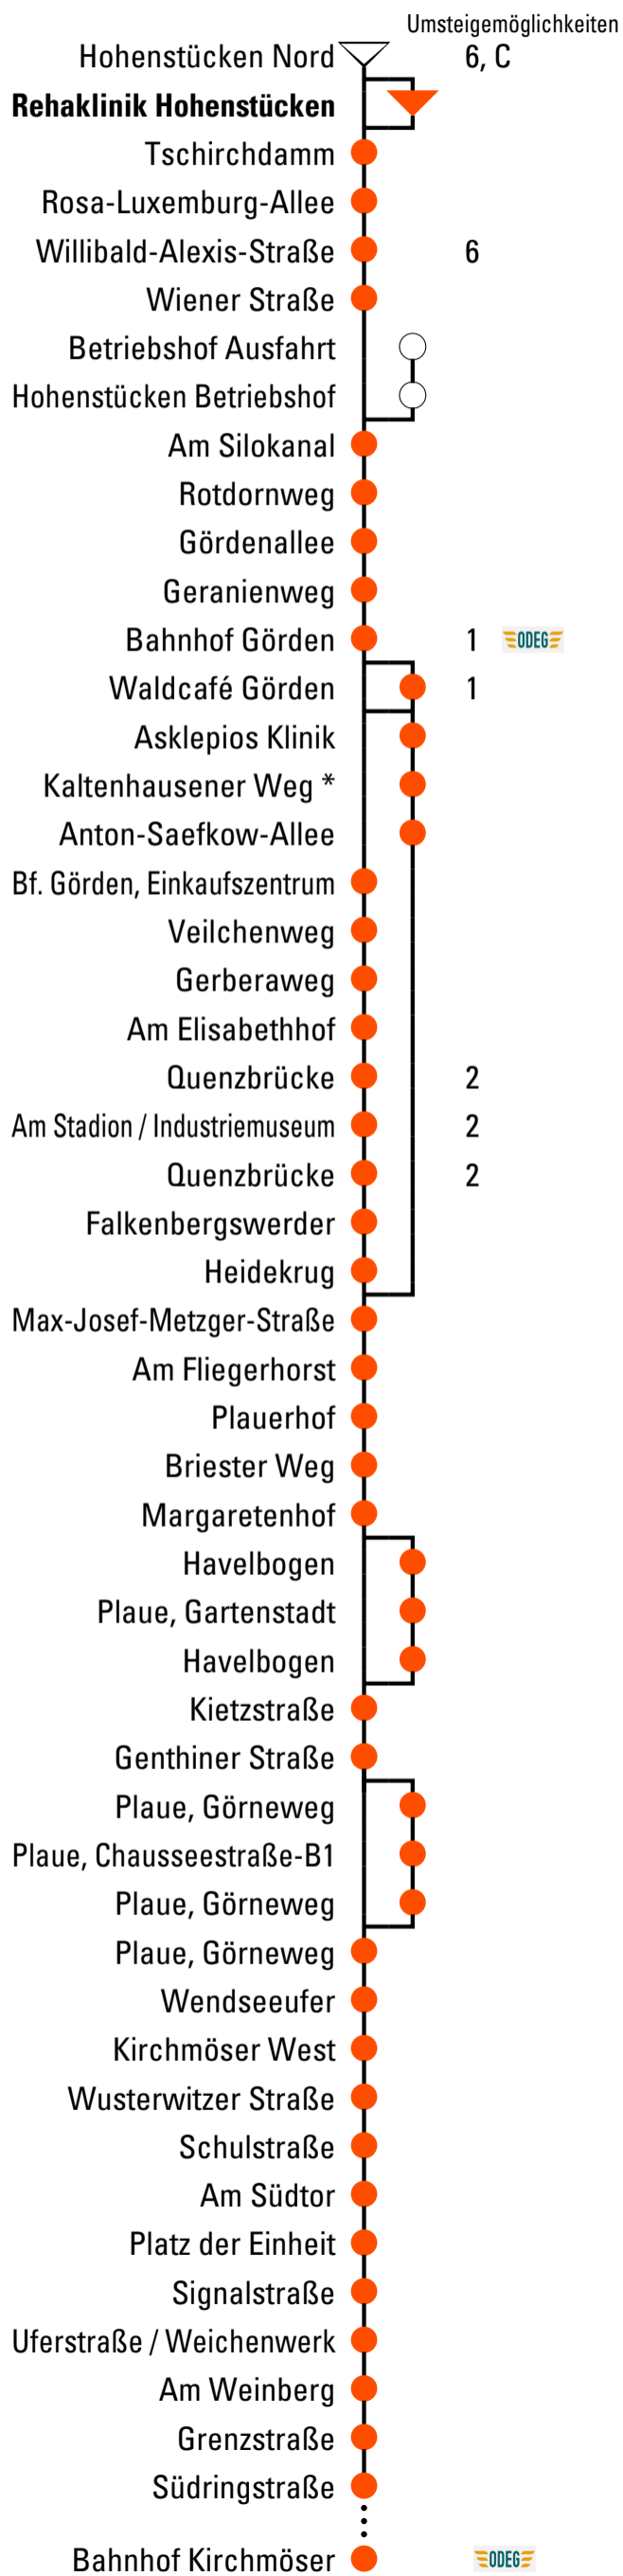 Umsteigemöglichkeiten
Hohenstücken Nord 6, C
Rehaklinik Hohenstücken
Tschirchdamm
Rosa-Luxemburg-Allee
Willibald-Alexis-Straße 6
Wiener Straße
Betriebshof Ausfahrt
Hohenstücken Betriebshof
Am Silokanal
Rotdornweg
Gördenallee
Geranienweg
Bahnhof Görden 1 ODEG
Waldcafé Görden 1
Asklepios Klinik
Kaltenhausener Weg *
Anton-Saefkow-Allee
Bf. Görden, Einkaufszentrum
Veilchenweg
Gerberaweg
Am Elisabethhof
Quenzbrücke 2
Am Stadion / Industriemuseum 2
Quenzbrücke 2
Falkenbergswerder
Heidekrug
Max-Josef-Metzger-Straße
Am Fliegerhorst
Plauerhof
Briester Weg
Margaretenhof
Havelbogen
Plaue, Gartenstadt
Havelbogen
Kietzstraße
Genthiner Straße
Plaue, Görneweg
Plaue, Chausseestraße-B1
Plaue, Görneweg
Plaue, Görneweg
Wendseeufer
Kirchmöser West
Wusterwitzer Straße
Schulstraße
Am Südtor
Platz der Einheit
Signalstraße
Uferstraße / Weichenwerk
Am Weinberg
Grenzstraße
Südringstraße
Bahnhof Kirchmöser ODEG